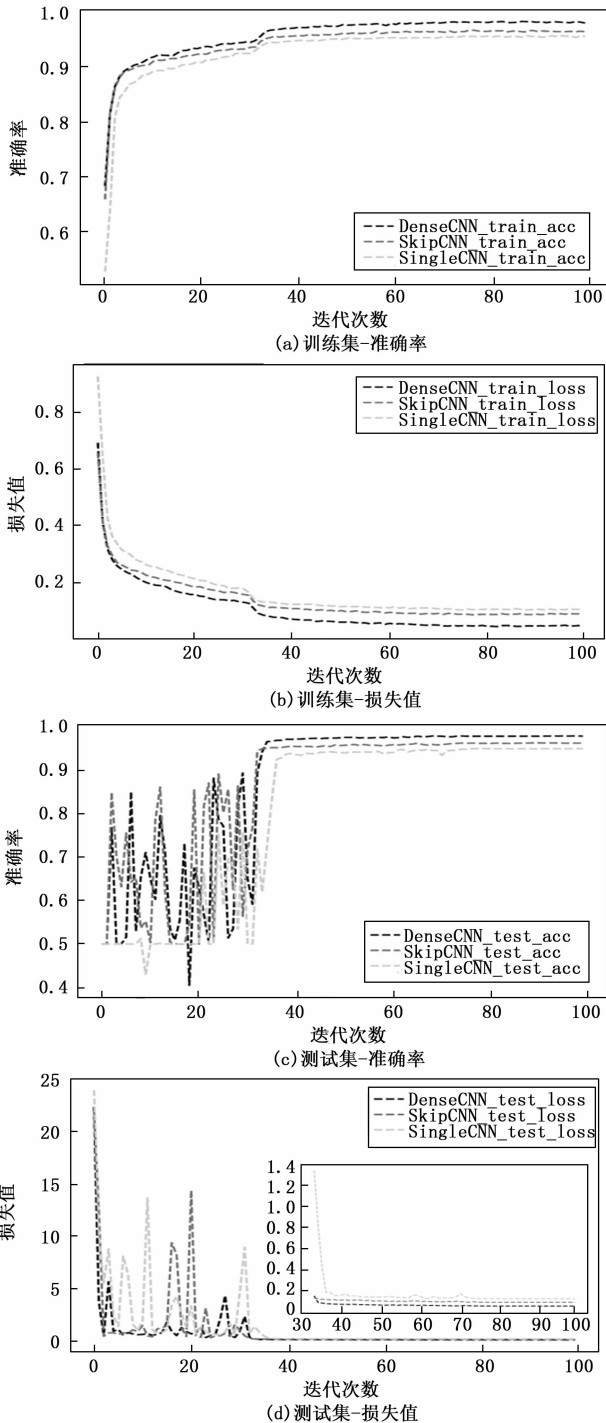 1.0
0.9
0.8
0.7
0.6
准确率
DenseCNN_train_acc
SkipCNN_train_acc
SingleCNN_train_acc
0 20 40 60 80 100
迭代次数
(a)训练集-准确率
0.8
0.6
0.4
0.2
损失值
DenseCNN_train_loss
SkipCNN_train_loss
SingleCNN_train_loss
0 20 40 60 80 100
迭代次数
(b)训练集-损失值
1.0
0.9
0.8
0.7
0.6
0.5
0.4
准确率
DenseCNN_test_acc
SkipCNN_test_acc
SingleCNN_test_acc
0 20 40 60 80 100
迭代次数
(c)测试集-准确率
25
20
15
10
5
0
损失值
DenseCNN_test_loss
SkipCNN_test_loss
SingleCNN_test_loss
1.4
1.2
1.0
0.8
0.6
0.4
0.2
0
30 40 50 60 70 80 90 100
0 20 40 60 80 100
迭代次数
(d)测试集-损失值